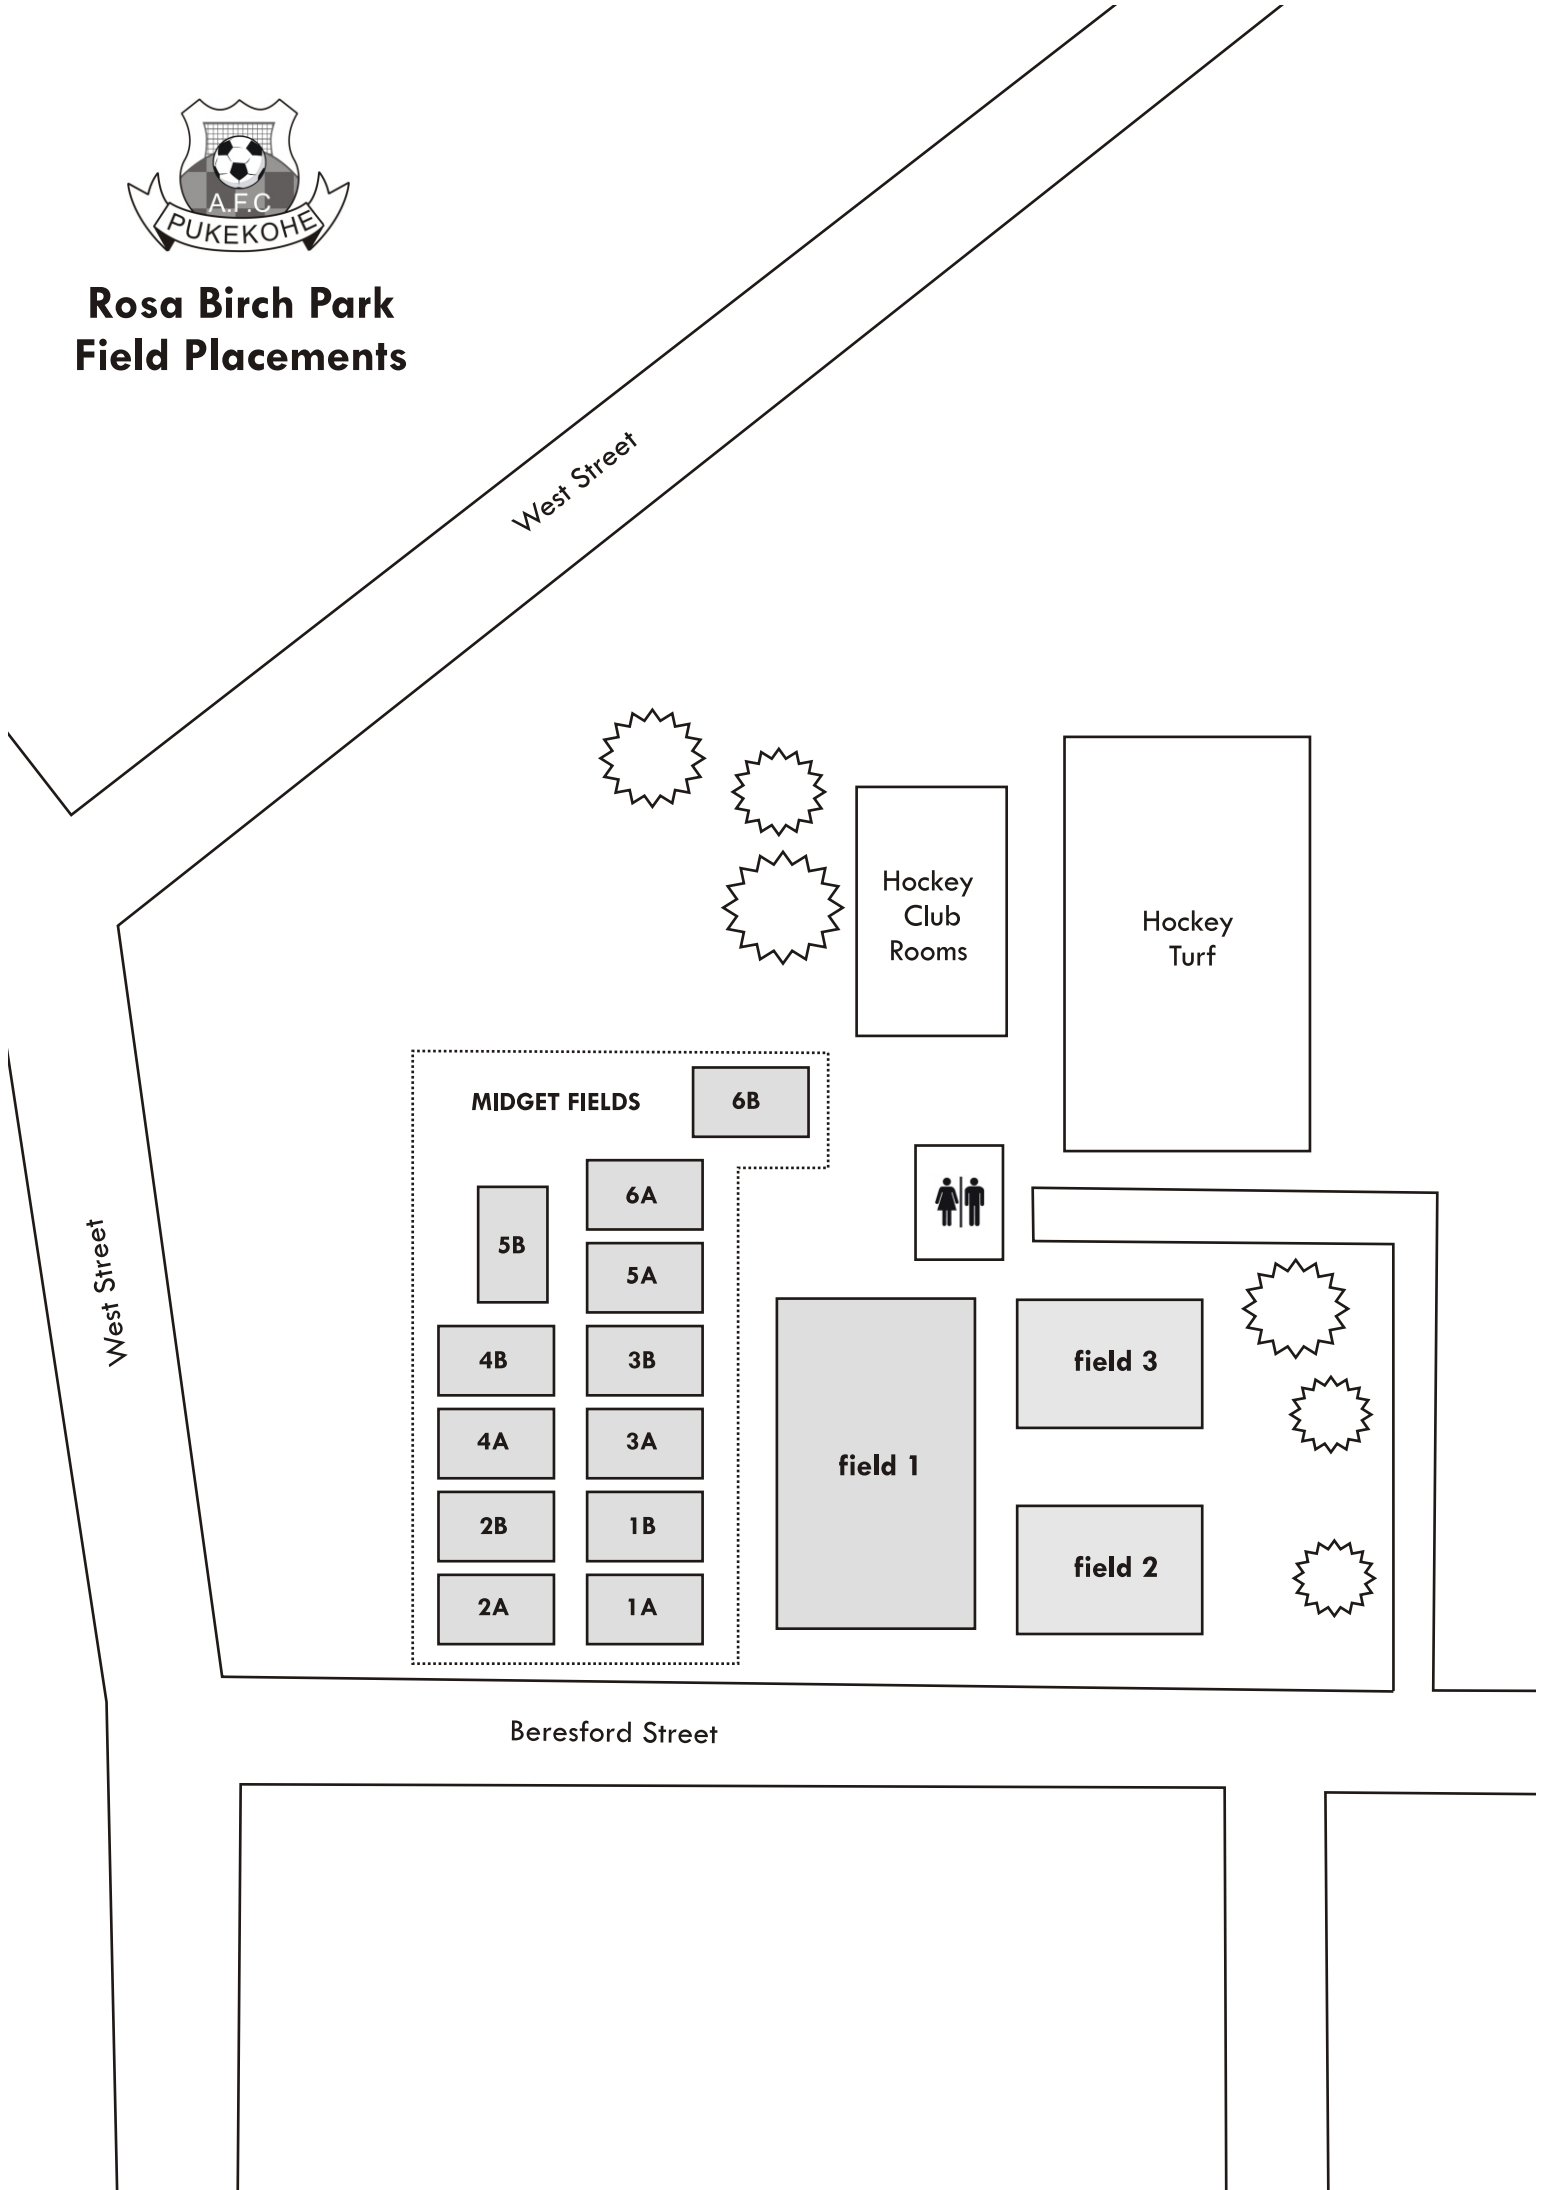 A.F.C
PUKEKOHE
Rosa Birch Park
Field Placements
West Street
Hockey
Club
Rooms
Hockey
Turf
MIDGET FIELDS
6B
6A
5B
5A
West Street
4B
3B
field 3
4A
3A
field 1
2B
1B
field 2
2A
1A
Beresford Street